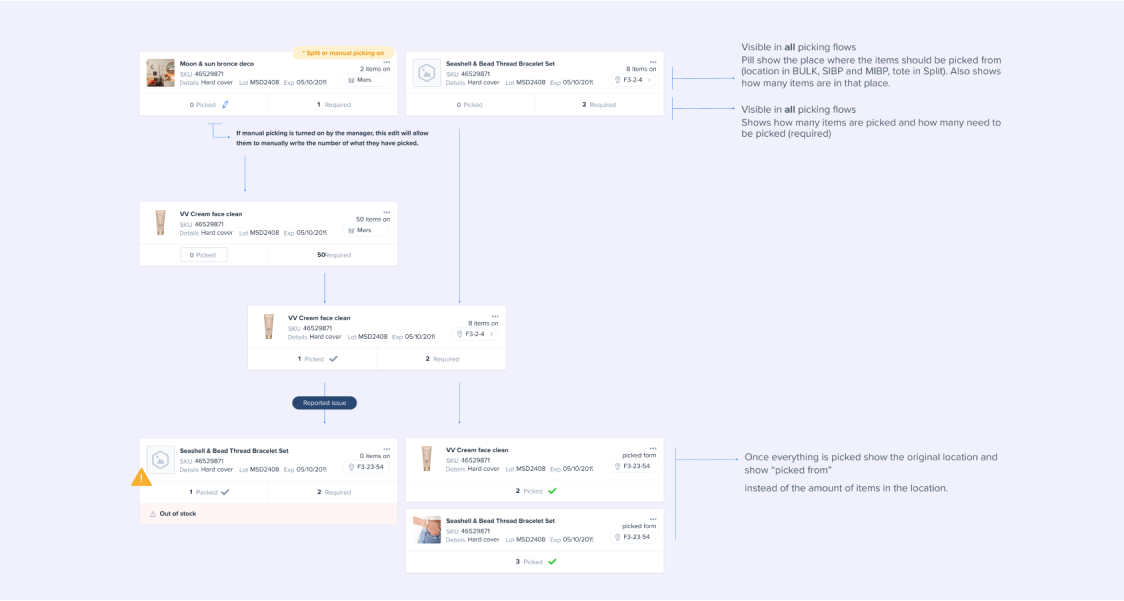 * Split or manual picking on
Moon & sun bronce deco
SKU 46529871
Details Hard cover Lot MSD2408 Exp 05/10/2019
2 items on
Mars
0 Picked
1 Required
Seashell & Bead Thread Bracelet Set
SKU 46529871
Details Hard cover Lot MSD2408 Exp 05/10/2019
8 items on
F3-2-4
0 Picked
2 Required
Visible in all picking flows
Pill show the place where the items should be picked from
(location in BULK, SIBP and MIBP, tote in Split). Also shows
how many items are in that place.
Visible in all picking flows
Shows how many items are picked and how many need to
be picked (required)
If manual picking is turned on by the manager, this edit will allow
them to manually write the number of what they have picked.
VV Cream face clean
SKU 46529871
Details Hard cover Lot MSD2408 Exp 05/10/2019
50 items on
Mars
0 Picked
50Required
VV Cream face clean
SKU 46529871
Details Hard cover Lot MSD2408 Exp 05/10/2019
8 items on
F3-2-4
1 Picked
2 Required
Reported issue
Seashell & Bead Thread Bracelet Set
SKU 46529871
Details Hard cover Lot MSD2408 Exp 05/10/2019
0 items on
F3-23-54
1 Packed
2 Required
Out of stock
VV Cream face clean
SKU 46529871
Details Hard cover Lot MSD2408 Exp 05/10/2019
picked form
F3-23-54
2 Picked
Seashell & Bead Thread Bracelet Set
SKU 46529871
Details Hard cover Lot MSD2408 Exp 05/10/2019
picked form
F3-23-54
3 Picked
Once everything is picked show the original location and
show “picked from”
instead of the amount of items in the location.